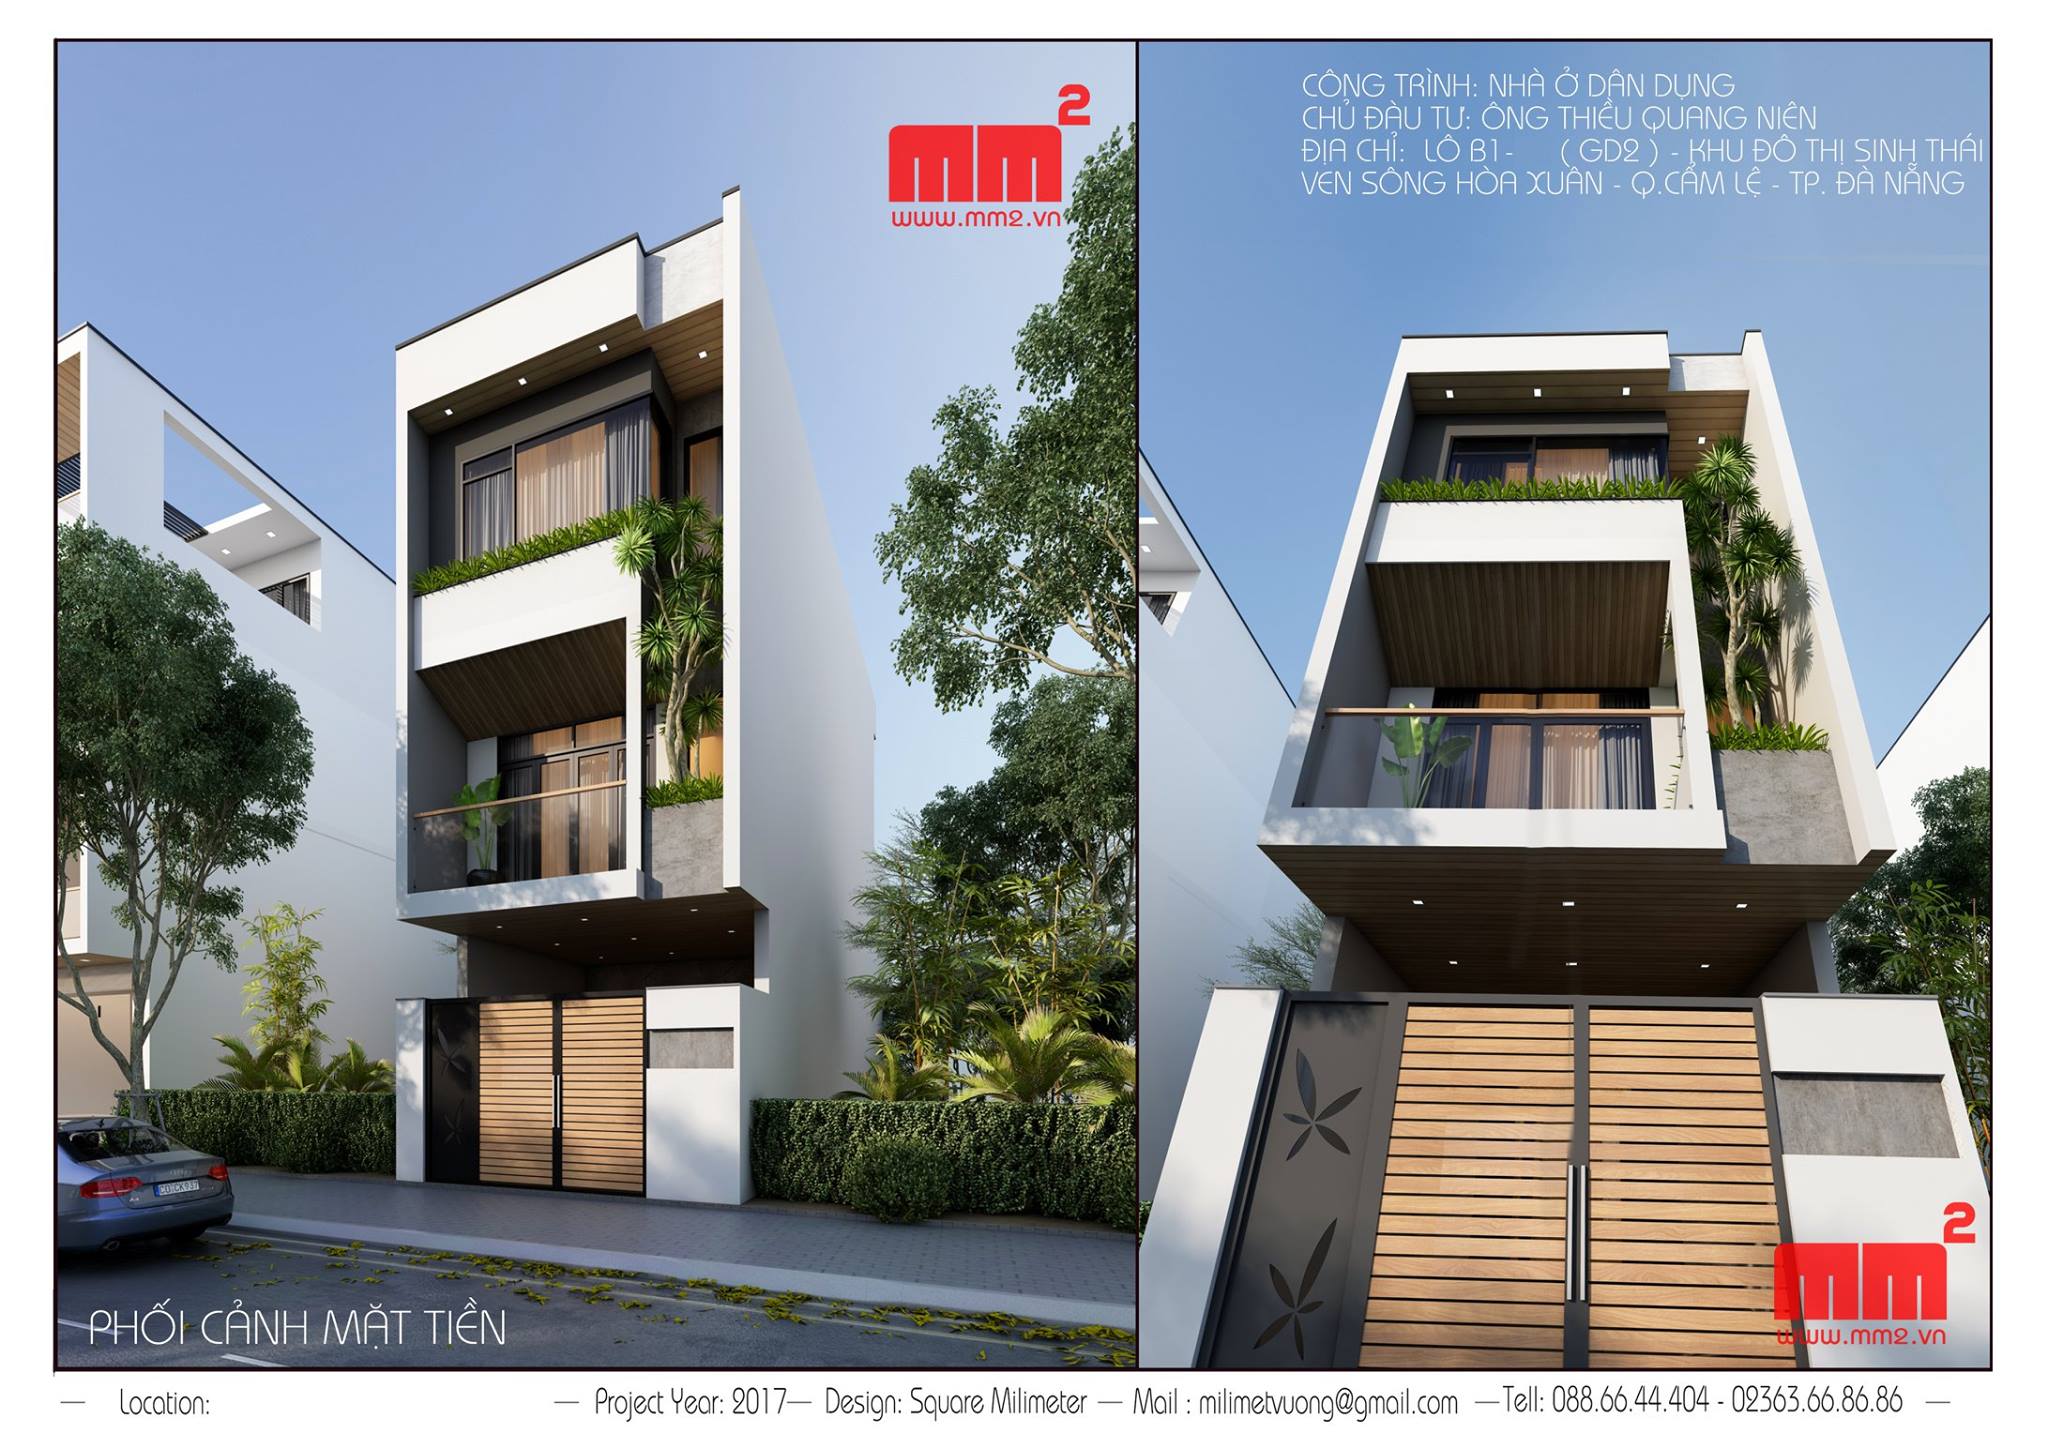 mm2
www.mm2.vn
CÔNG TRÌNH: NHÀ Ở DÂN DỤNG
CHỦ ĐÀU TƯ: ÔNG THIỀU QUANG NIÊN
ĐỊA CHỈ: LÔ B1- ( GD2 ) - KHU ĐÔ THỊ SINH THÁI
VEN SÔNG HÒA XUÂN - Q.CẨM LỆ - TP. ĐÀ NẴNG
PHỐI CẢNH MẶT TIỀN
mm2
www.mm2.vn
— Location: — Project Year: 2017— Design: Square Milimeter — Mail : milimetvuong@gmail.com —Tell: 088.66.44.404 - 02363.66.86.86 —